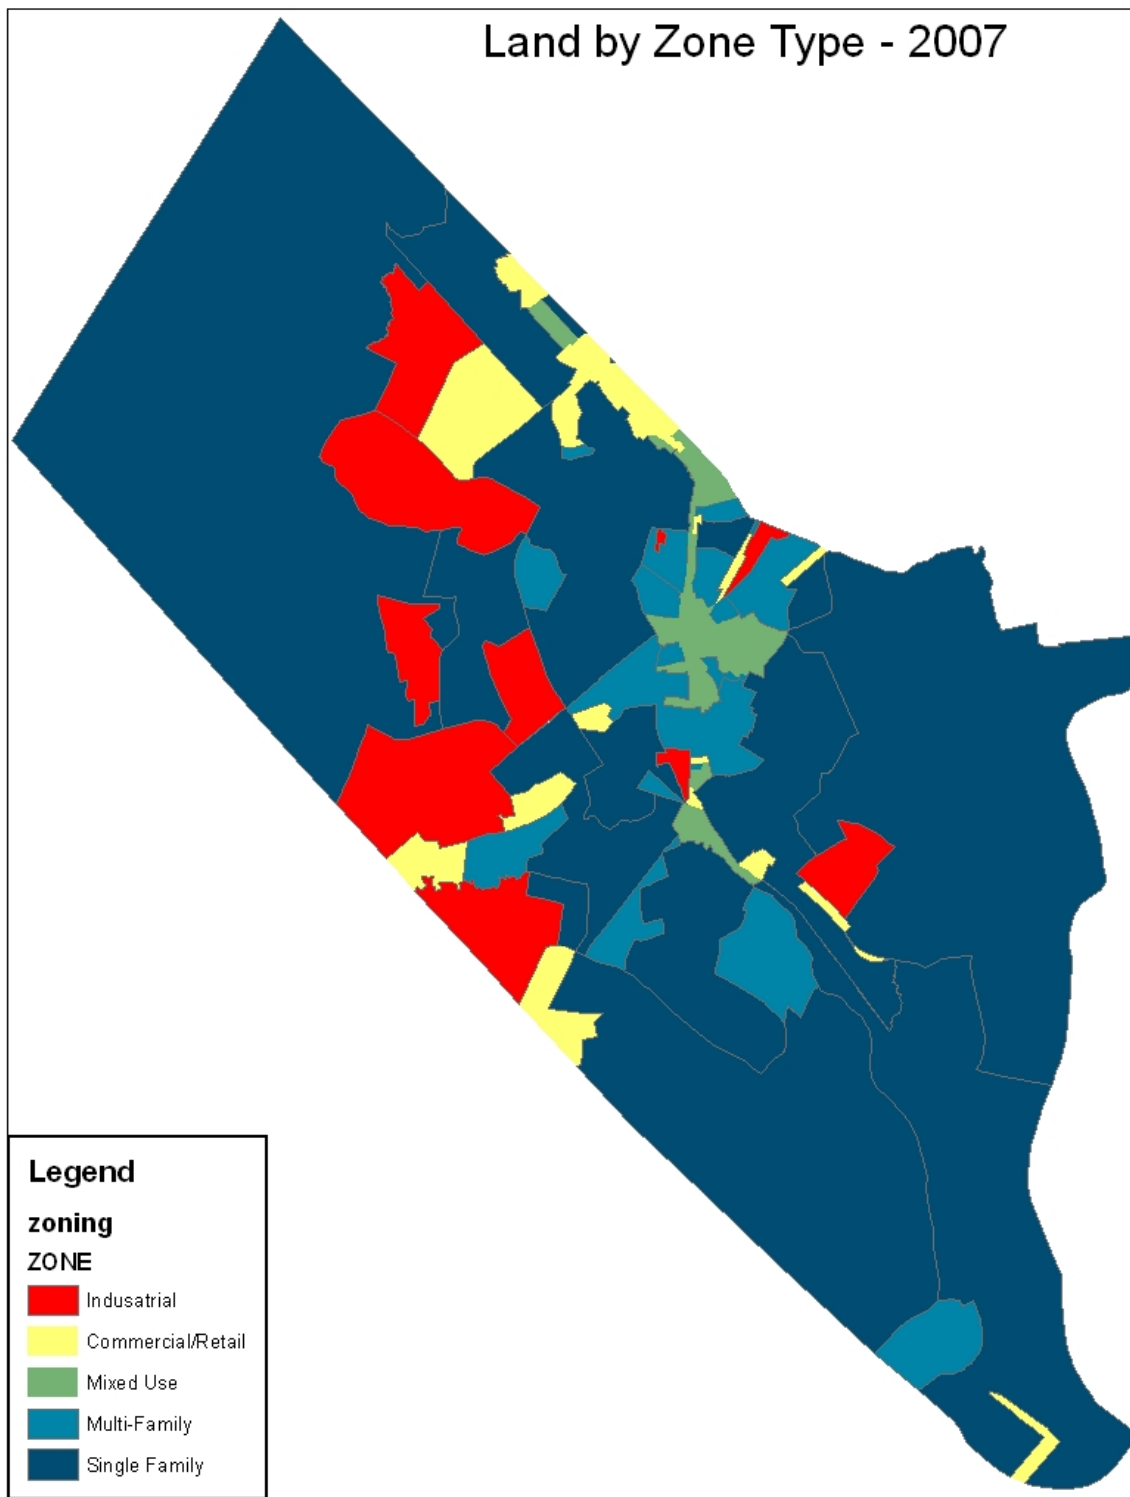 Land by Zone Type - 2007
Legend
zoning
ZONE
Indusatrial
Commercial/Retail
Mixed Use
Multi-Family
Single Family